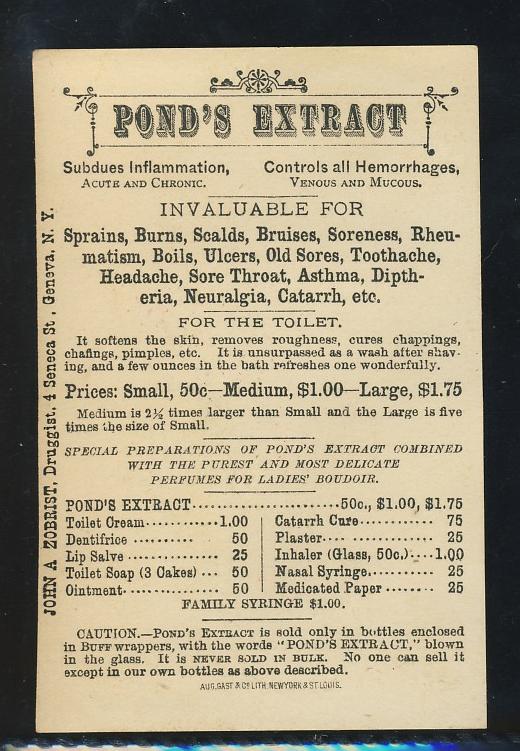 POND'S EXTRACT
Subdues Inflammation,
ACUTE AND CHRONIC.
Controls all Hemorrhages,
VENOUS AND MUCOUS.
INVALUABLE FOR
Sprains, Burns, Scalds, Bruises, Soreness, Rheu-
matism, Boils, Ulcers, Old Sores, Toothache,
Headache, Sore Throat, Asthma, Dipth-
eria, Neuralgia, Catarrh, etc.
FOR THE TOILET.
It softens the skin, removes roughness, cures chappings,
chafings, pimples, etc. It is unsurpassed as a wash after shav-
ing, and a few ounces in the bath refreshes one wonderfully.
Prices: Small, 50c—Medium, $1.00—Large, $1.75
Medium is 2½ times larger than Small and the Large is five
times the size of Small.
SPECIAL PREPARATIONS OF POND'S EXTRACT COMBINED
WITH THE PUREST AND MOST DELICATE
PERFUMES FOR LADIES' BOUDOIR.
POND'S EXTRACT...........................50c., $1.00, $1.75
Toilet Cream...........1.00
Dentifrice 50
Lip Salve 25
Toilet Soap (3 Cakes) ... 50
Ointment.............. 50
Catarrh Cure............ 75
Plaster.... ............ 25
Inhaler (Glass, 50c.)....1.00
Nasal Syringe........... 25
Medicated Paper ........ 25
FAMILY SYRINGE $1.00.
CAUTION.—POND'S EXTRACT is sold only in bottles enclosed
in BUFF wrappers, with the words "POND'S EXTRACT," blown
in the glass. It is NEVER SOLD IN BULK. No one can sell it
except in our own bottles as above described.
AUG.GAST & CO LITH. NEWYORK & ST LOUIS.
JOHN A. ZOBRIST, Druggist, 4 Seneca St., Geneva, N. Y.